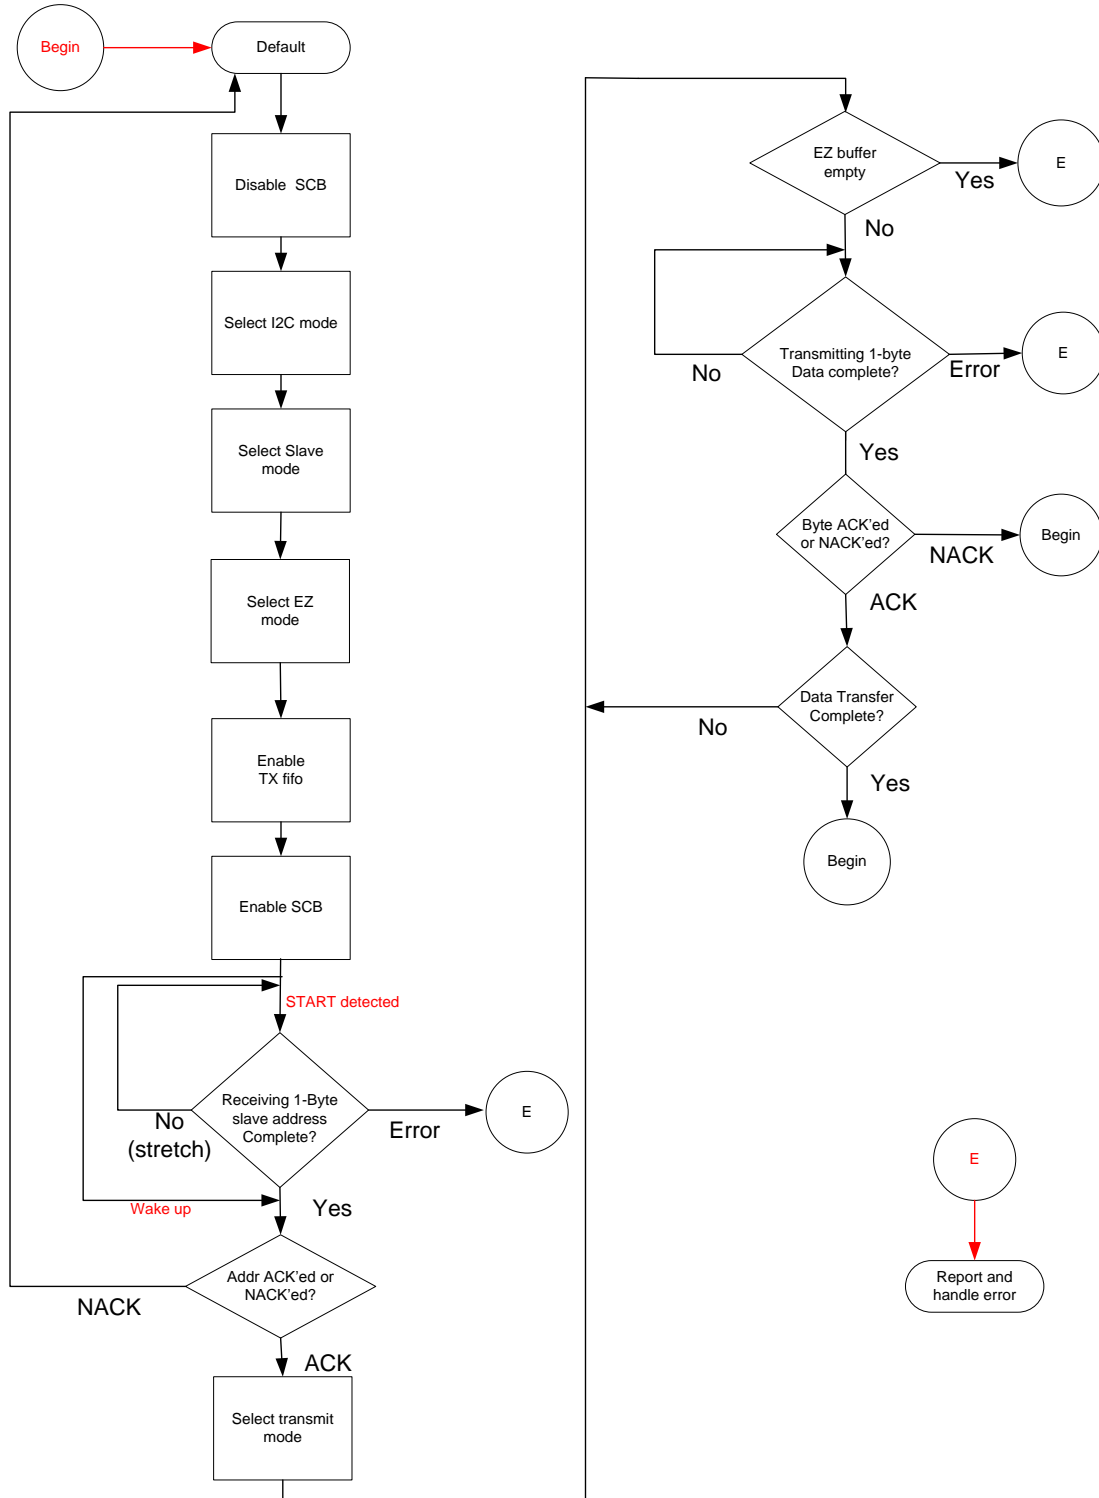 Begin
Default
Disable SCB
Select I2C mode
Select Slave
mode
Select EZ
mode
Enable
TX fifo
Enable SCB
START detected
Receiving 1-Byte
slave address
Complete?
No
(stretch)
Error
E
Wake up
Yes
Addr ACK'ed or
NACK'ed?
NACK
ACK
Select transmit
mode
EZ buffer
empty
Yes
E
No
Transmitting 1-byte
Data complete?
No
Error
E
Yes
Byte ACK'ed
or NACK'ed?
NACK
Begin
ACK
Data Transfer
Complete?
No
Yes
Begin
E
Report and
handle error